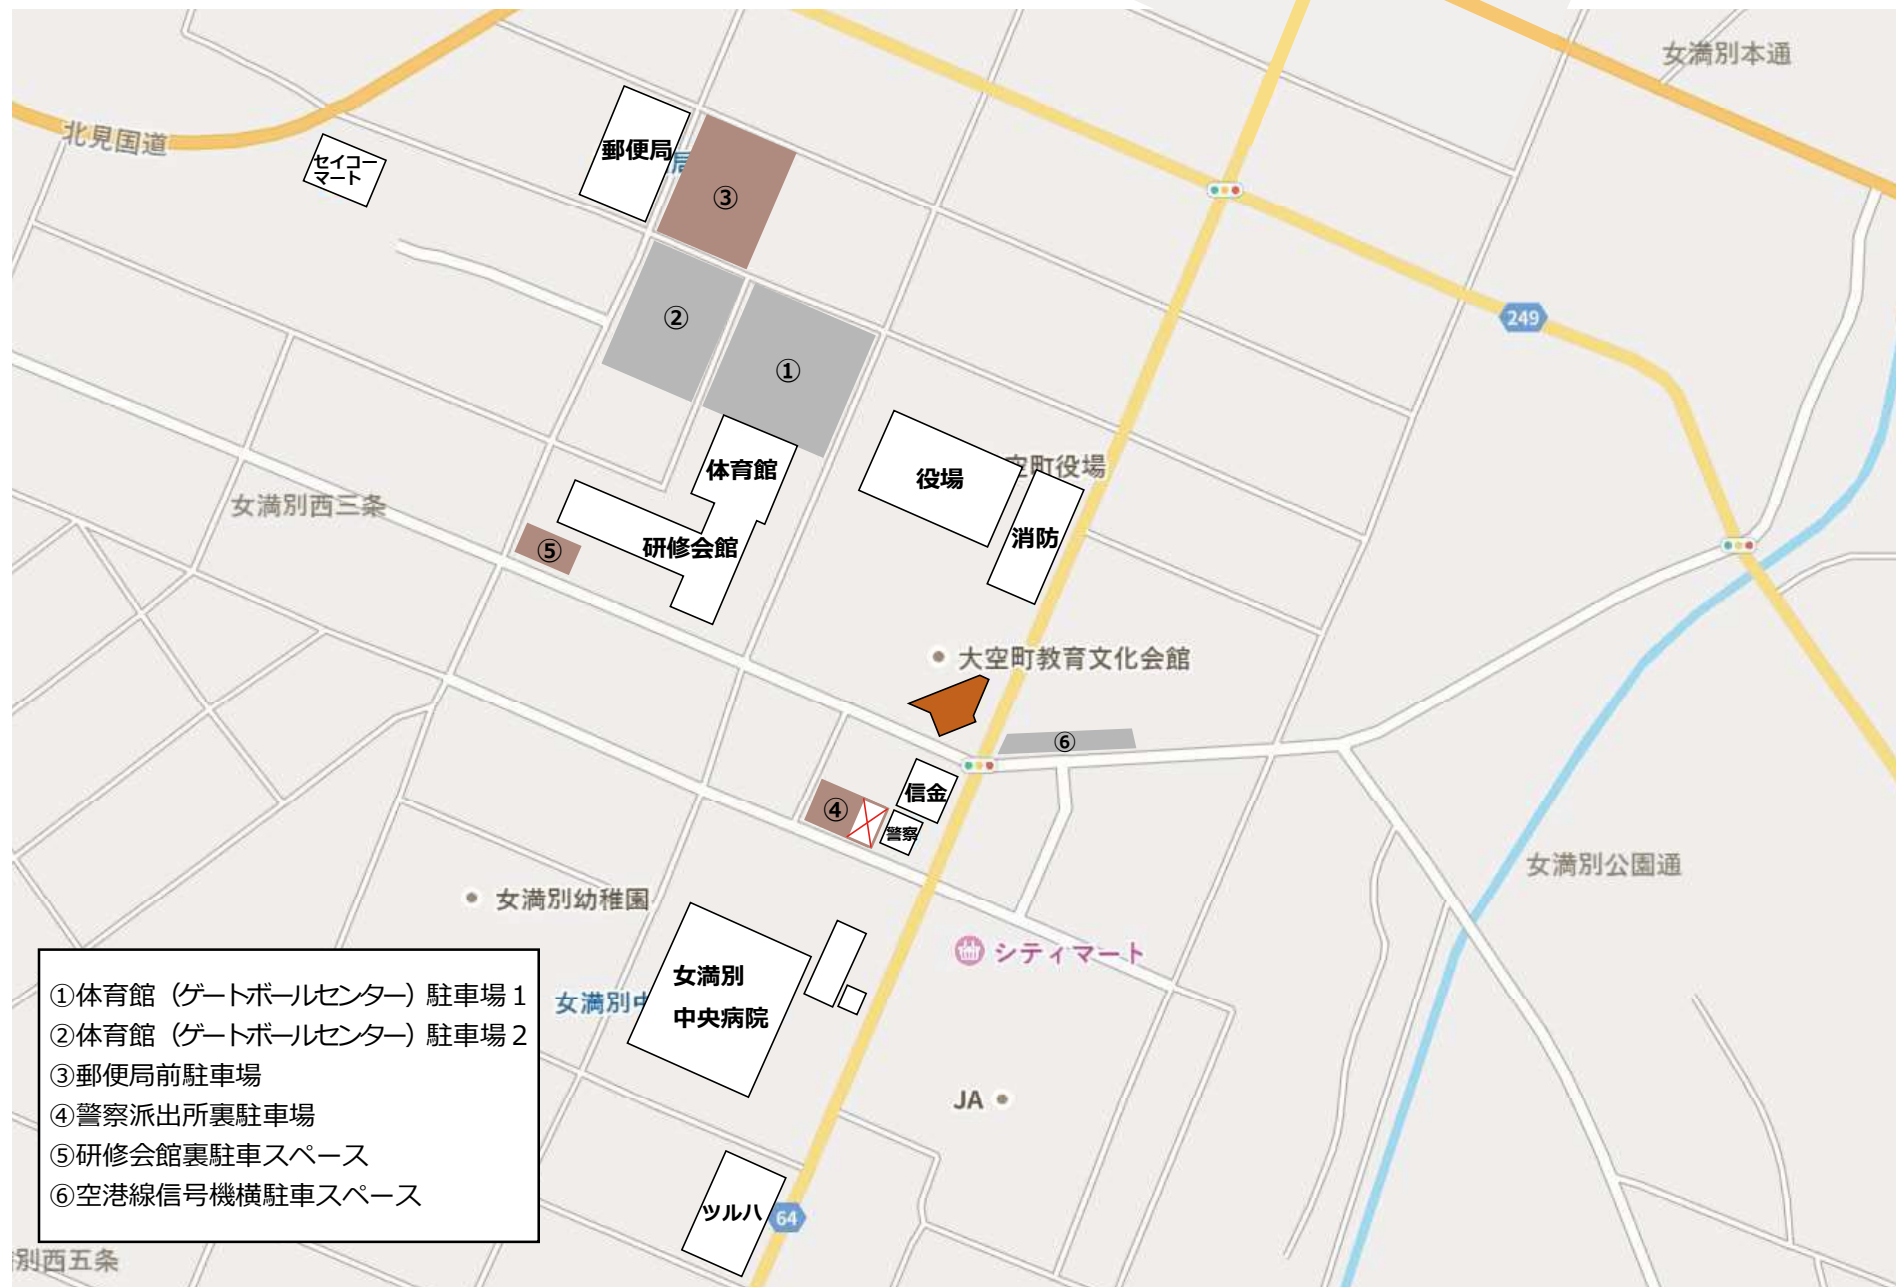 女満別本通
北見国道
郵便局
局
セイコー
マート
③
②
①
249
体育館
役場
空町役場
消防
女満別西三条
⑤
研修会館
大空町教育文化会館
⑥
信金
④
警察
女満別公園通
女満別幼稚園
シティマート
女満別
中央病院
女満別中
JA
ツルハ
64
①体育館（ゲートボールセンター）駐車場１
②体育館（ゲートボールセンター）駐車場２
③郵便局前駐車場
④警察派出所裏駐車場
⑤研修会館裏駐車スペース
⑥空港線信号機横駐車スペース
別西五条